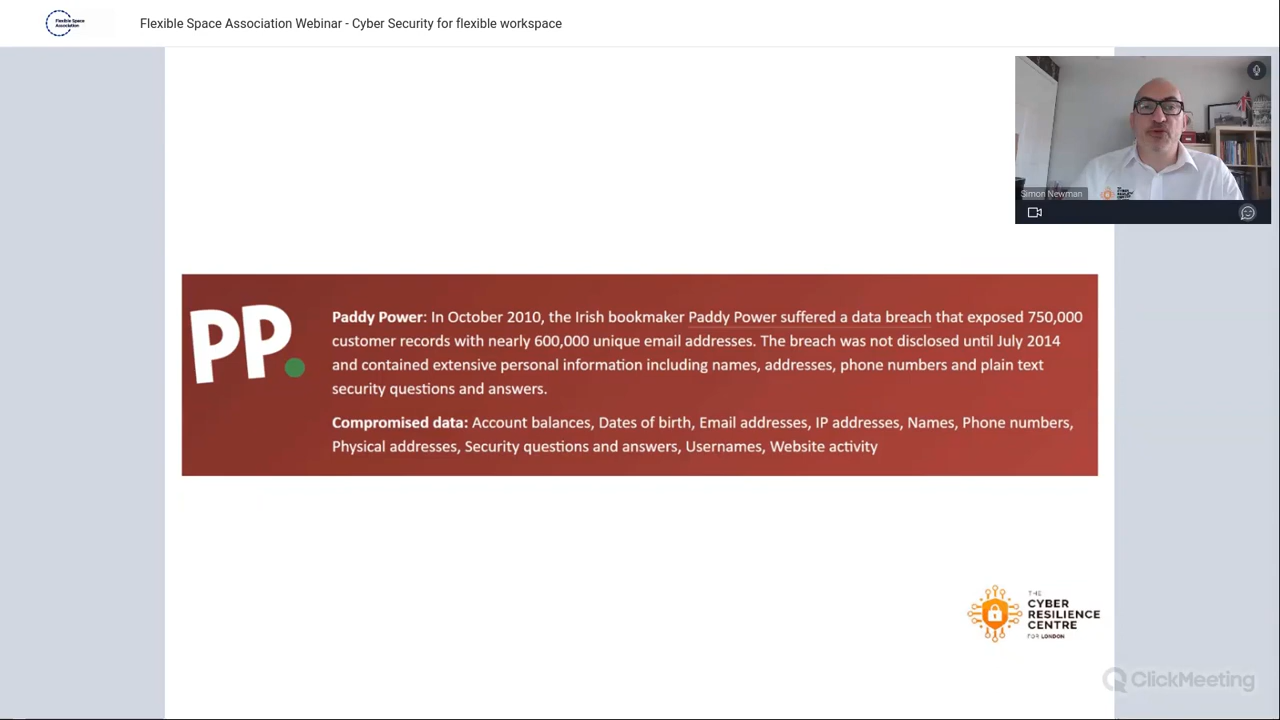 Flexible Space
Association
Flexible Space Association Webinar - Cyber Security for flexible workspace
Simon Newman
PP.
Paddy Power: In October 2010, the Irish bookmaker Paddy Power suffered a data breach that exposed 750,000
customer records with nearly 600,000 unique email addresses. The breach was not disclosed until July 2014
and contained extensive personal information including names, addresses, phone numbers and plain text
security questions and answers.
Compromised data: Account balances, Dates of birth, Email addresses, IP addresses, Names, Phone numbers,
Physical addresses, Security questions and answers, Usernames, Website activity
THE
CYBER
RESILIENCE
CENTRE
FOR LONDON
ClickMeeting